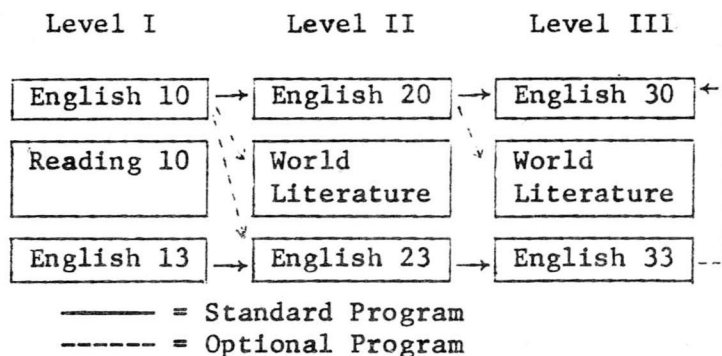 Level I Level II Level III
English 10 English 20 English 30
Reading 10 World Literature World Literature
English 13 English 23 English 33
= Standard Program
= Optional Program